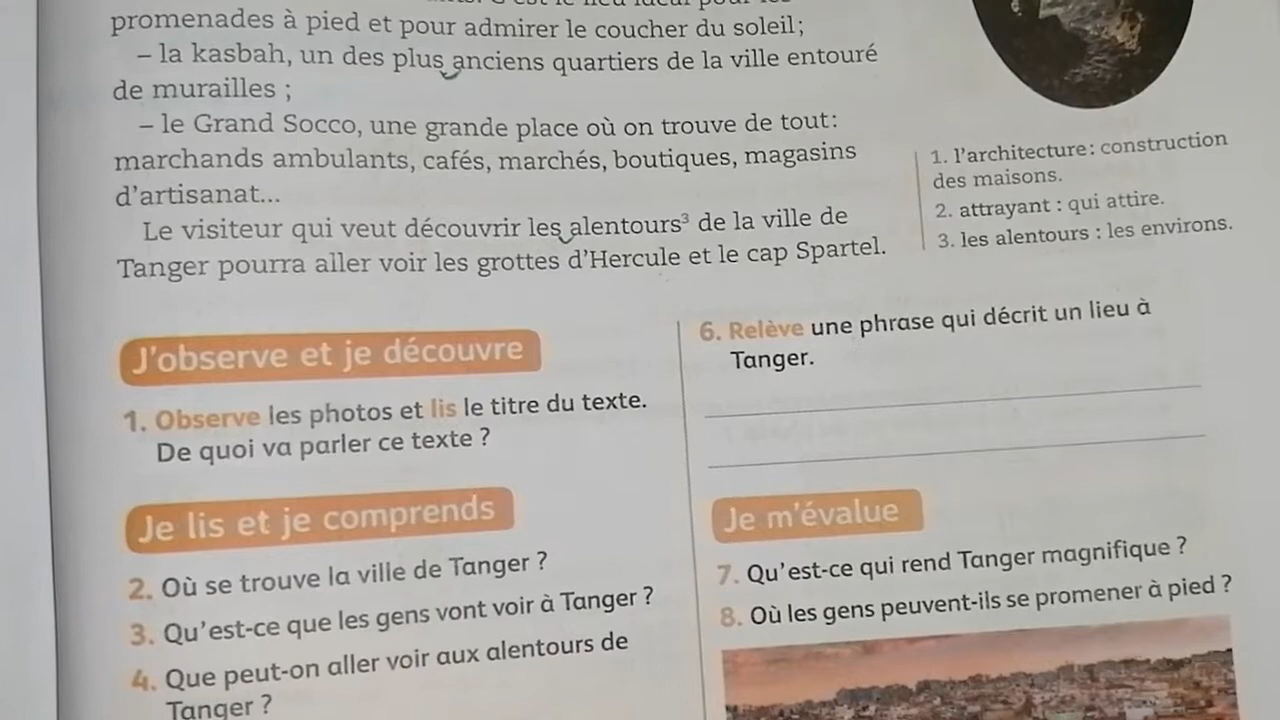 promenades à pied et pour admirer le coucher du soleil;
– la kasbah, un des plus anciens quartiers de la ville entouré
de murailles ;
– le Grand Socco, une grande place où on trouve de tout:
marchands ambulants, cafés, marchés, boutiques, magasins
d'artisanat...
Le visiteur qui veut découvrir les alentours³ de la ville de
Tanger pourra aller voir les grottes d'Hercule et le cap Spartel.
1. l'architecture : construction
des maisons.
2. attrayant : qui attire.
3. les alentours : les environs.
J'observe et je découvre
1. Observe les photos et lis le titre du texte.
De quoi va parler ce texte ?
Je lis et je comprends
2. Où se trouve la ville de Tanger ?
3. Qu'est-ce que les gens vont voir à Tanger ?
4. Que peut-on aller voir aux alentours de
Tanger ?
6. Relève une phrase qui décrit un lieu à
Tanger.
Je m'évalue
7. Qu'est-ce qui rend Tanger magnifique ?
8. Où les gens peuvent-ils se promener à pied ?